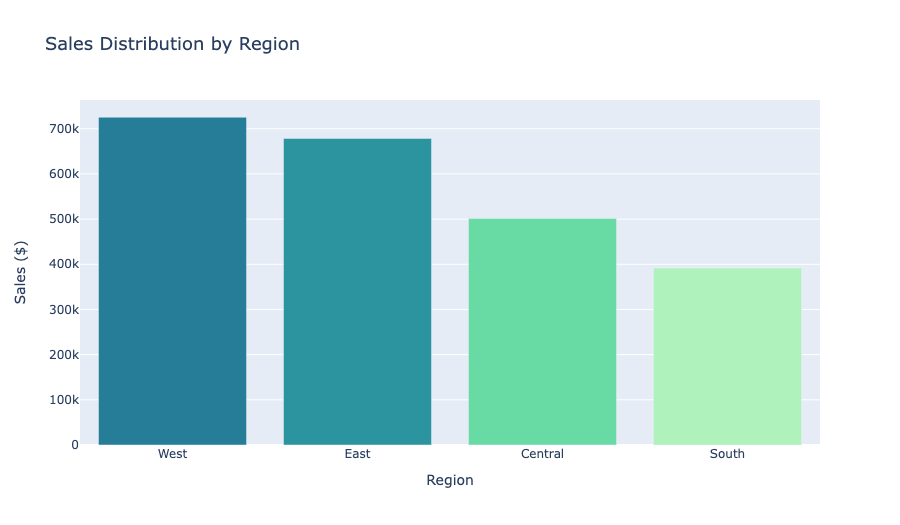 Sales Distribution by Region
Sales ($)
700k
600k
500k
400k
300k
200k
100k
0
West East Central South
Region